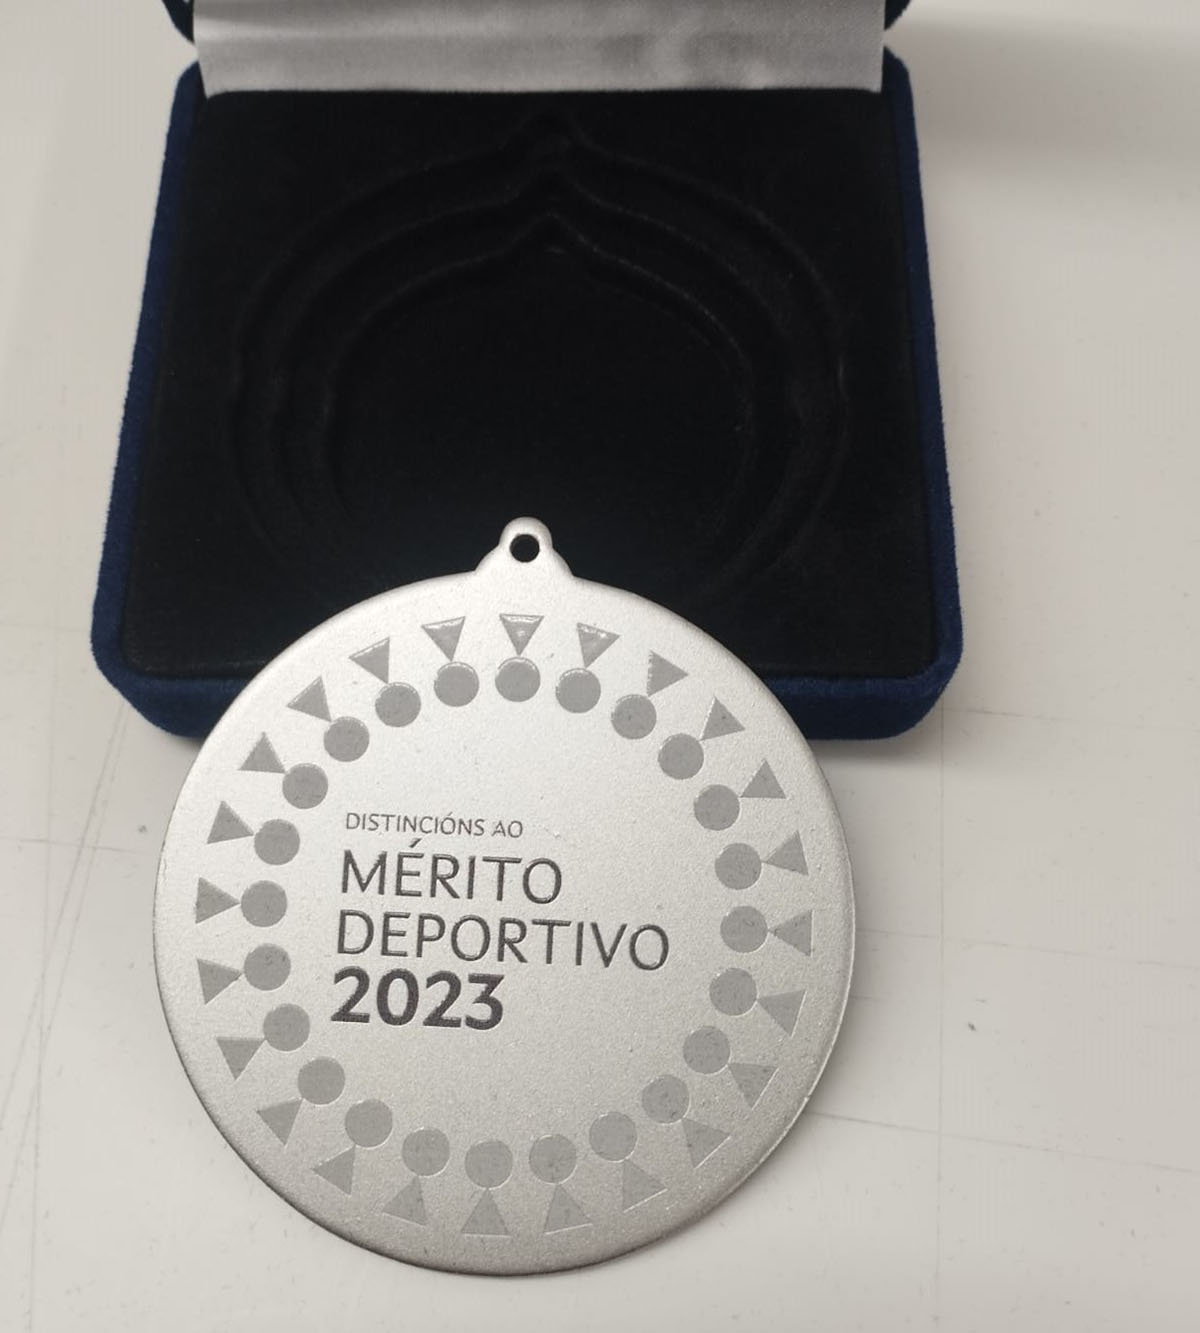 DISTINCIÓNS AO
MÉRITO
DEPORTIVO
2023